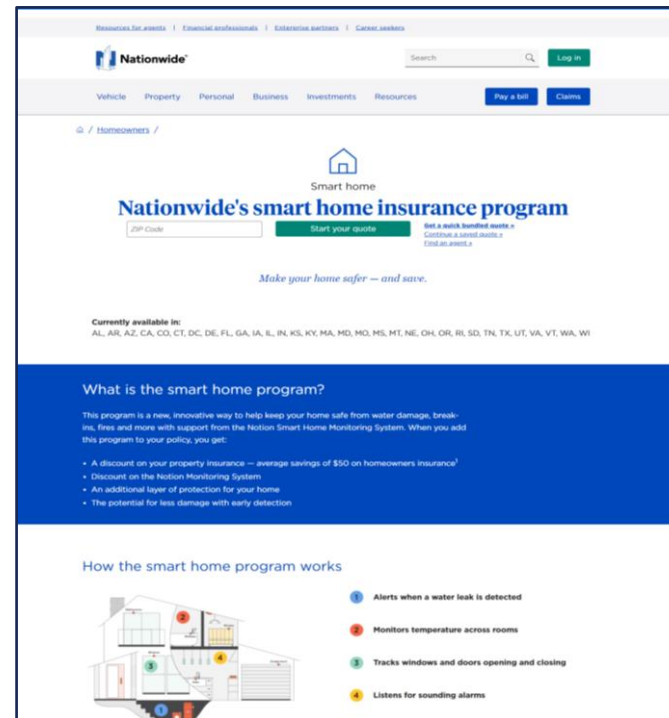 Resources for agents | Financial professionals | Enterprise partners | Career seekers
Nationwide
Search
Log in
Vehicle Property Personal Business Investments Resources
Pay a bill Claims
/ Homeowners /
Smart home
Nationwide's smart home insurance program
ZIP Code
Start your quote
Get a quick bundled quote »
Continue a saved quote »
Find an agent »
Make your home safer — and save.
Currently available in:
AL, AR, AZ, CA, CO, CT, DC, DE, FL, GA, IA, IL, IN, KS, KY, MA, MD, MO, MS, MT, NE, OH, OR, RI, SD, TN, TX, UT, VA, VT, WA, WI
What is the smart home program?
This program is a new, innovative way to help keep your home safe from water damage, break-
ins, fires and more with support from the Notion Smart Home Monitoring System. When you add
this program to your policy, you get:
• A discount on your property insurance — average savings of $50 on homeowners insurance¹
• Discount on the Notion Monitoring System
• An additional layer of protection for your home
• The potential for less damage with early detection
How the smart home program works
1 Alerts when a water leak is detected
2 Monitors temperature across rooms
3 Tracks windows and doors opening and closing
4 Listens for sounding alarms
2
3
4
1